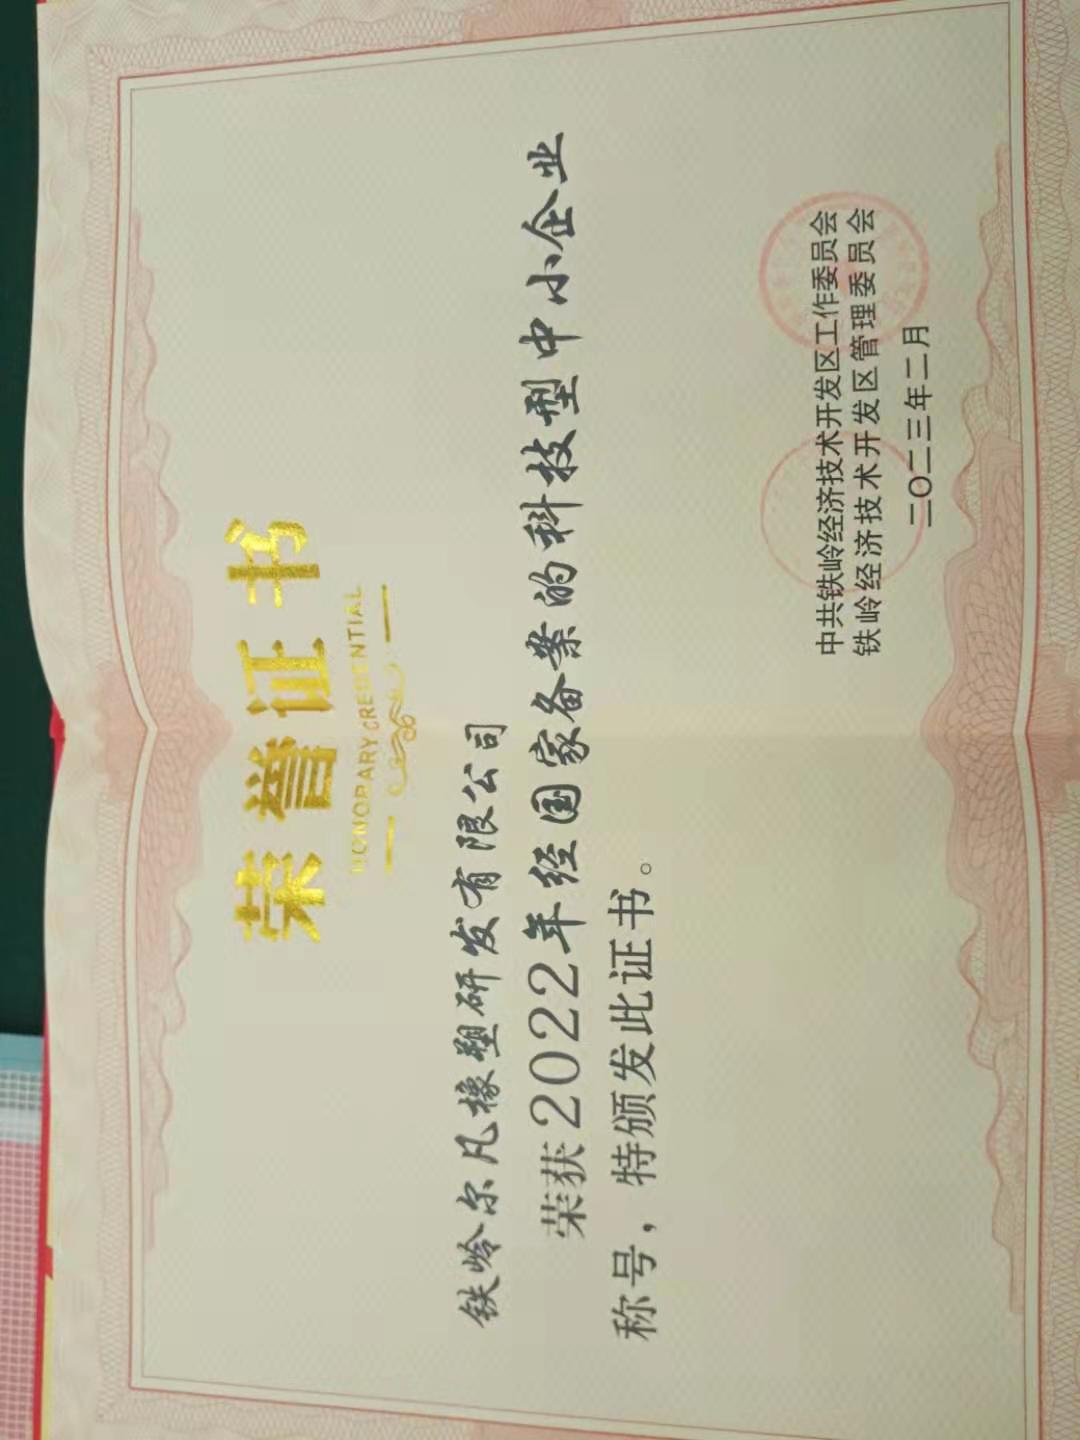 荣誉证书
HONORARY CREDENTIAL
铁岭尔凡橡塑研发有限公司
荣获2022年经国家备案的科技型中小企业
称号，特颁发此证书。
中共铁岭经济技术开发区工作委员会
铁岭经济技术开发区管理委员会
二〇二三年二月